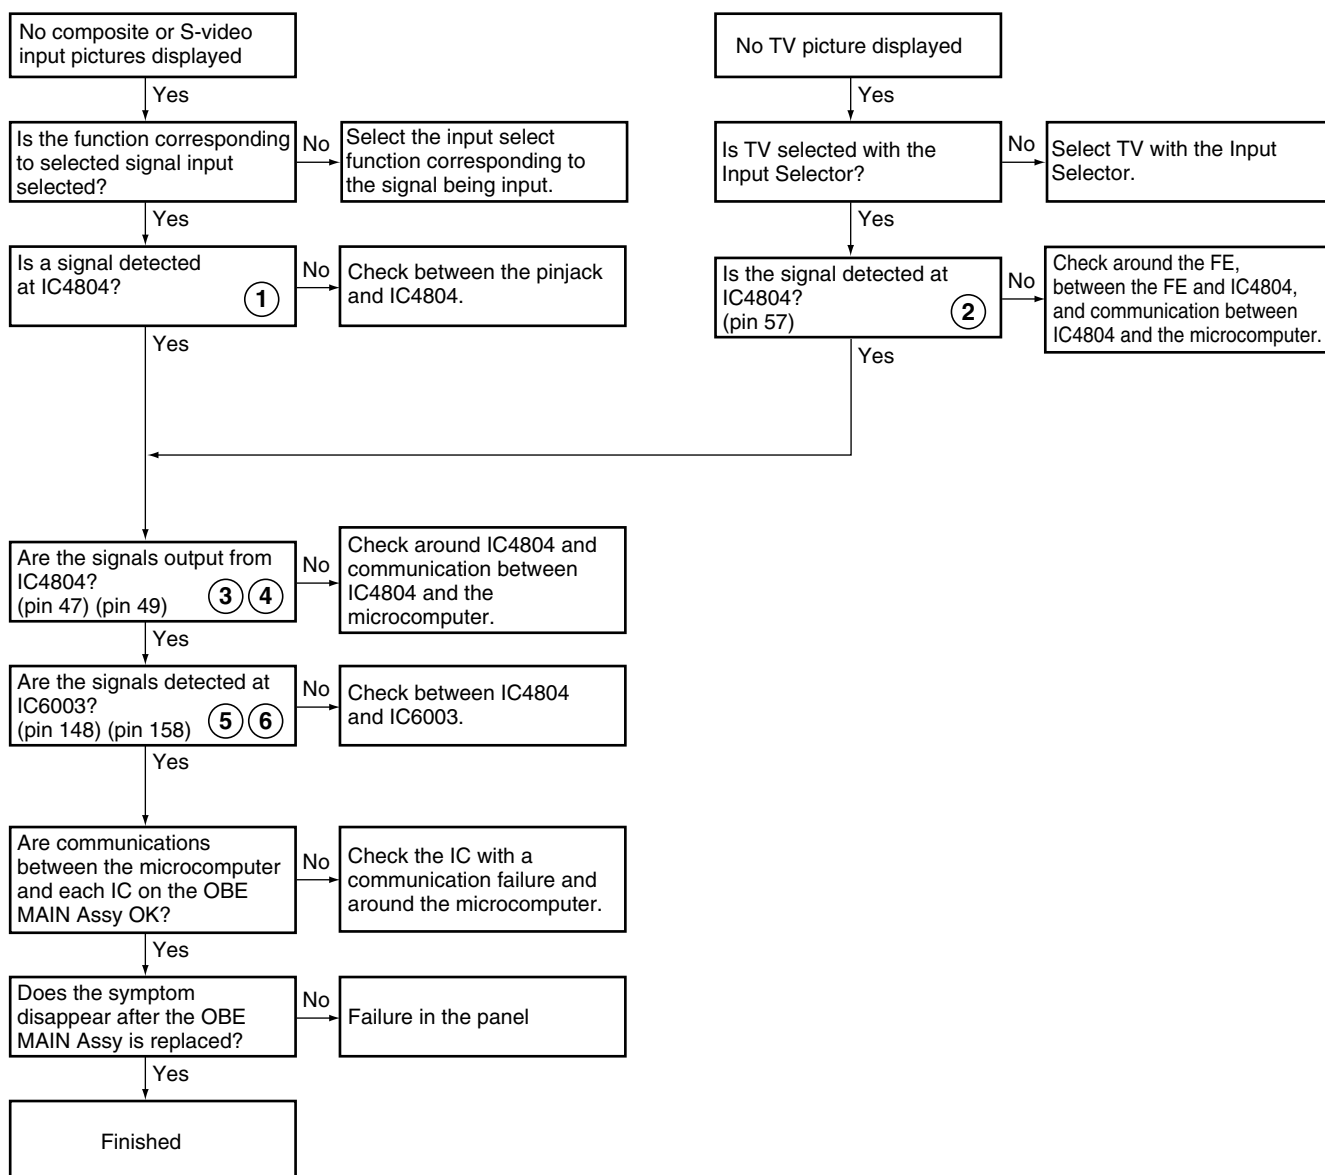 No composite or S-video
input pictures displayed
Yes
Is the function corresponding
to selected signal input
selected?
No
Select the input select
function corresponding to
the signal being input.
Yes
Is a signal detected
at IC4804?
1
No
Check between the pinjack
and IC4804.
Yes
No TV picture displayed
Yes
Is TV selected with the
Input Selector?
No
Select TV with the Input
Selector.
Yes
Is the signal detected at
IC4804?
(pin 57)
2
No
Check around the FE,
between the FE and IC4804,
and communication between
IC4804 and the microcomputer.
Yes
Are the signals output from
IC4804?
(pin 47) (pin 49)
3 4
No
Check around IC4804 and
communication between
IC4804 and the
microcomputer.
Yes
Are the signals detected at
IC6003?
(pin 148) (pin 158)
5 6
No
Check between IC4804
and IC6003.
Yes
Are communications
between the microcomputer
and each IC on the OBE
MAIN Assy OK?
No
Check the IC with a
communication failure and
around the microcomputer.
Yes
Does the symptom
disappear after the OBE
MAIN Assy is replaced?
No
Failure in the panel
Yes
Finished